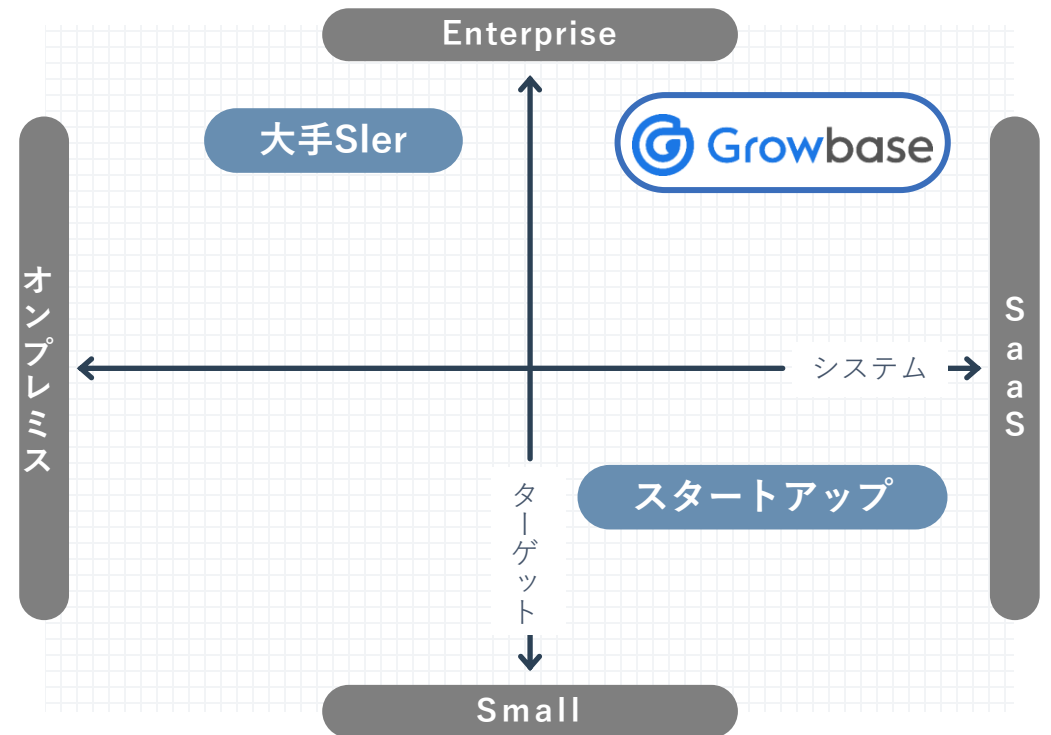 Enterprise
大手SIer
Growbase
オンプレミス
SaaS
システム
スタートアップ
ターゲット
Small